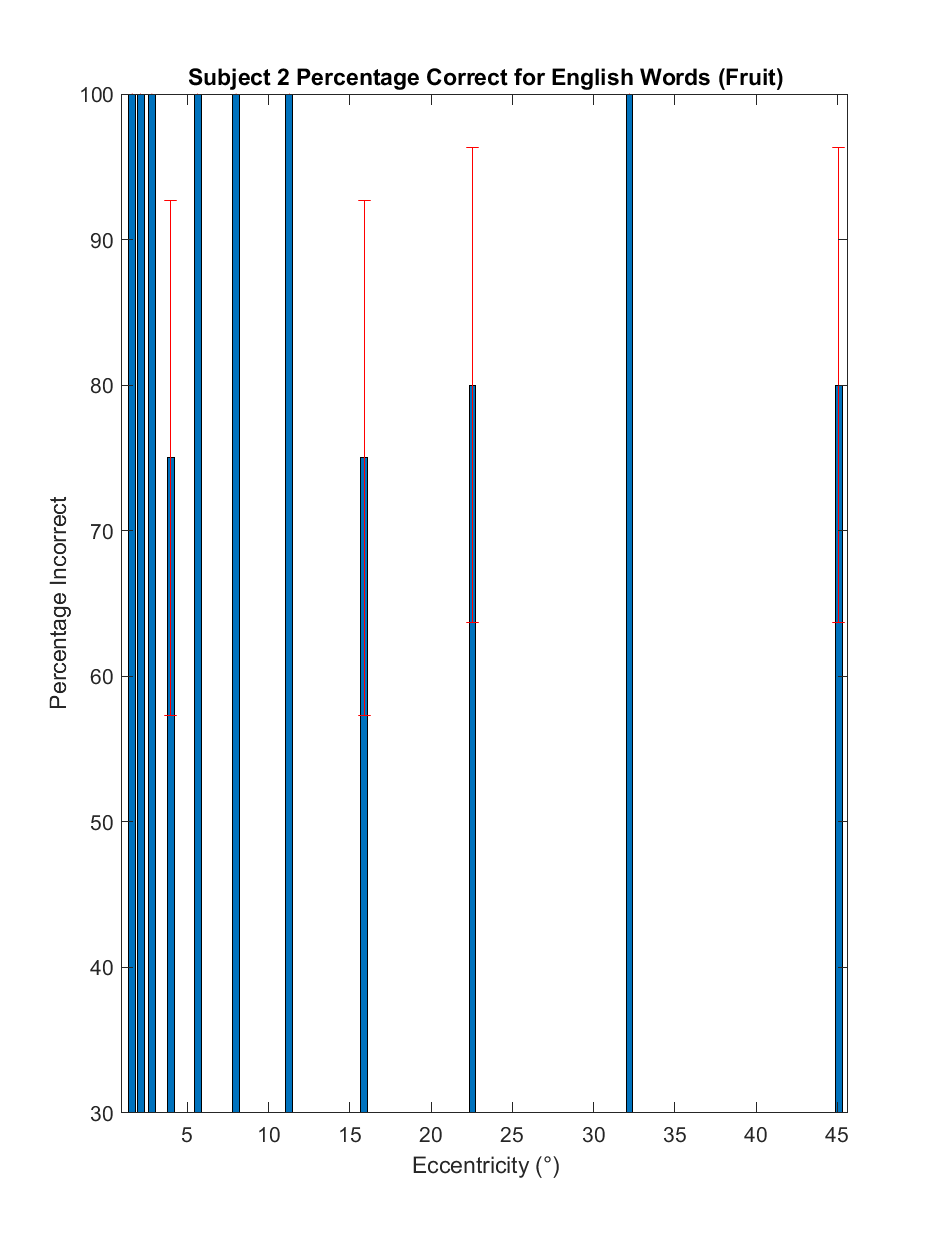 Subject 2 Percentage Correct for English Words (Fruit)
100
90
80
70
60
50
40
30
Percentage Incorrect
5 10 15 20 25 30 35 40 45
Eccentricity (°)